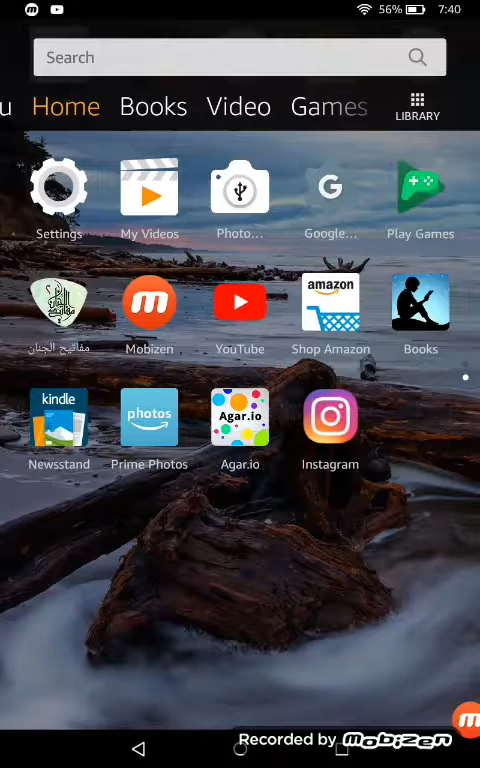 56% 7:40
Search
u Home Books Video Games LIBRARY
Settings My Videos Photo... Google... Play Games
amazon
مفاتيح الجنان Mobizen YouTube Shop Amazon Books
kindle photos Agar.io
Newsstand Prime Photos Agar.io Instagram
Recorded by mobizen